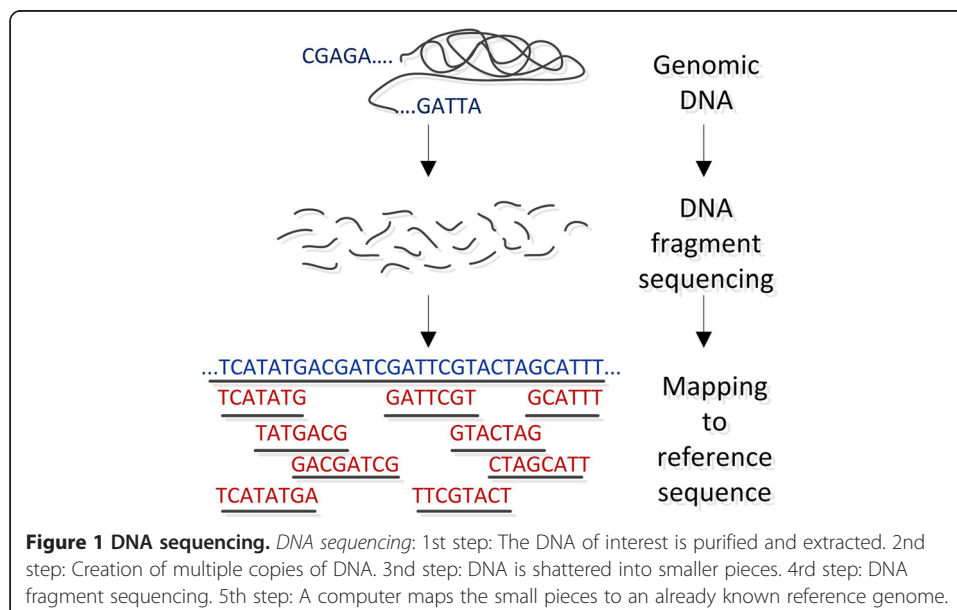 CGAGA....
...GATTA
Genomic
DNA
DNA
fragment
sequencing
...TCATATGACGATCGATTCGTACTAGCATTT...
TCATATG GATTCGT GCATTT
TATGACG GTACTAG
GACGATCG CTAGCATT
TCATATGA TTCGTACT
Mapping
to
reference
sequence
Figure 1 DNA sequencing. DNA sequencing: 1st step: The DNA of interest is purified and extracted. 2nd
step: Creation of multiple copies of DNA. 3nd step: DNA is shattered into smaller pieces. 4rd step: DNA
fragment sequencing. 5th step: A computer maps the small pieces to an already known reference genome.